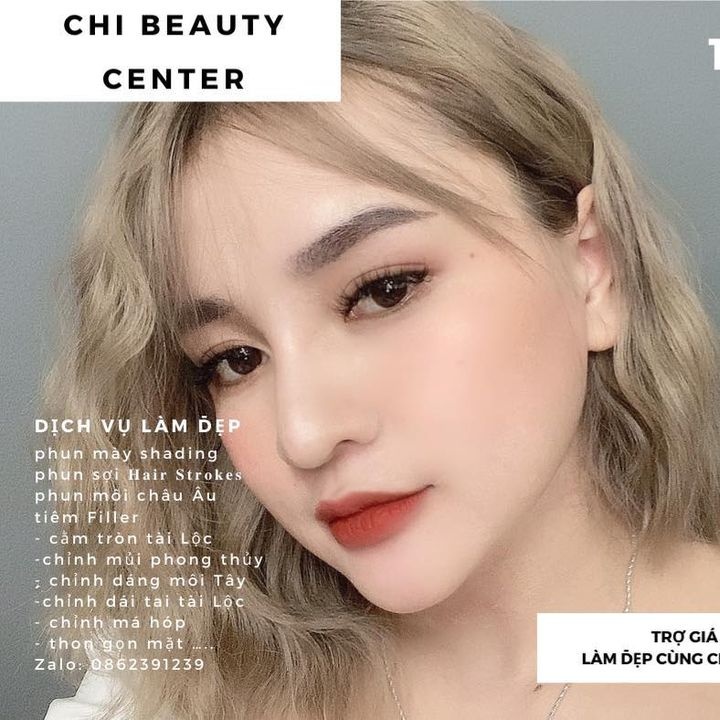 CHI BEAUTY
CENTER
DỊCH VỤ LÀM ĐẸP
phun mày shading
phun sợi Hair Strokes
phun môi châu Âu
tiêm Filler
- cằm tròn tài Lộc
-chỉnh mủi phong thủy
- chỉnh dáng môi Tây
-chỉnh dái tai tài Lộc
- chỉnh má hóp
- thon gọn mặt .....
Zalo: 0862391239
TRỢ GIÁ
LÀM ĐẸP CÙNG